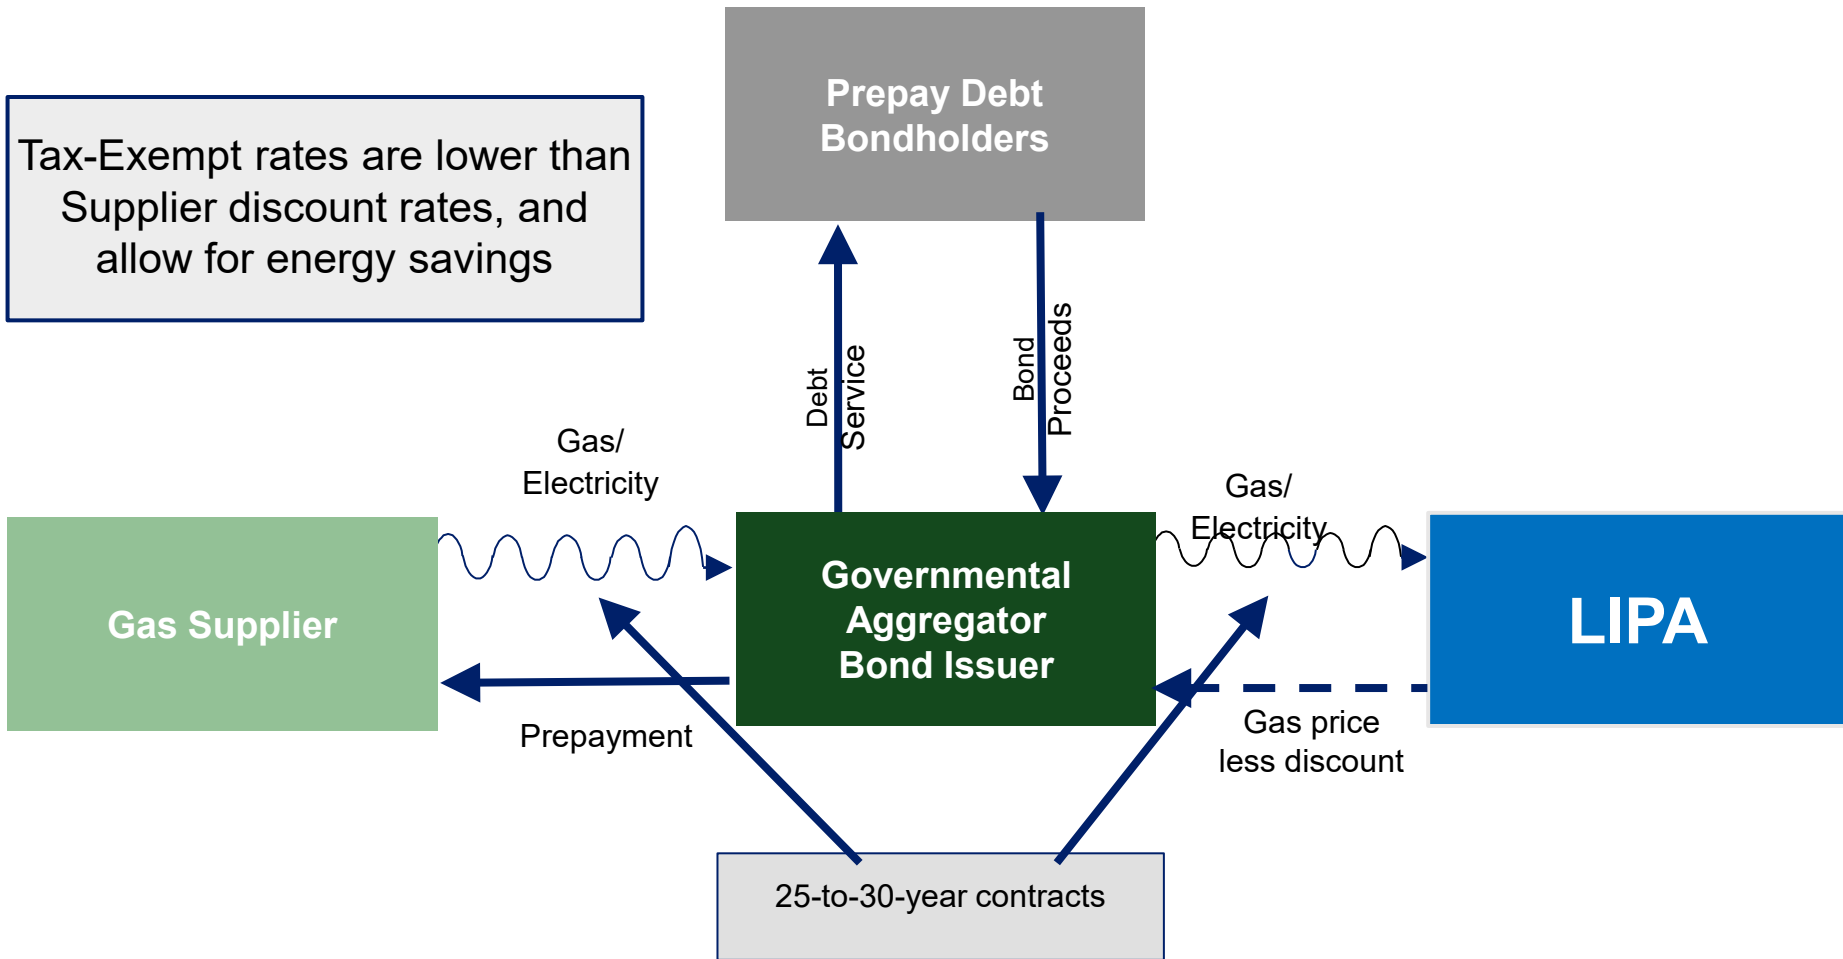 Prepay Debt
Bondholders
Tax-Exempt rates are lower than
Supplier discount rates, and
allow for energy savings
Debt
Service
Bond
Proceeds
Gas/
Electricity
Gas/
Electricity
Gas Supplier
Governmental
Aggregator
Bond Issuer
LIPA
Prepayment
Gas price
less discount
25-to-30-year contracts